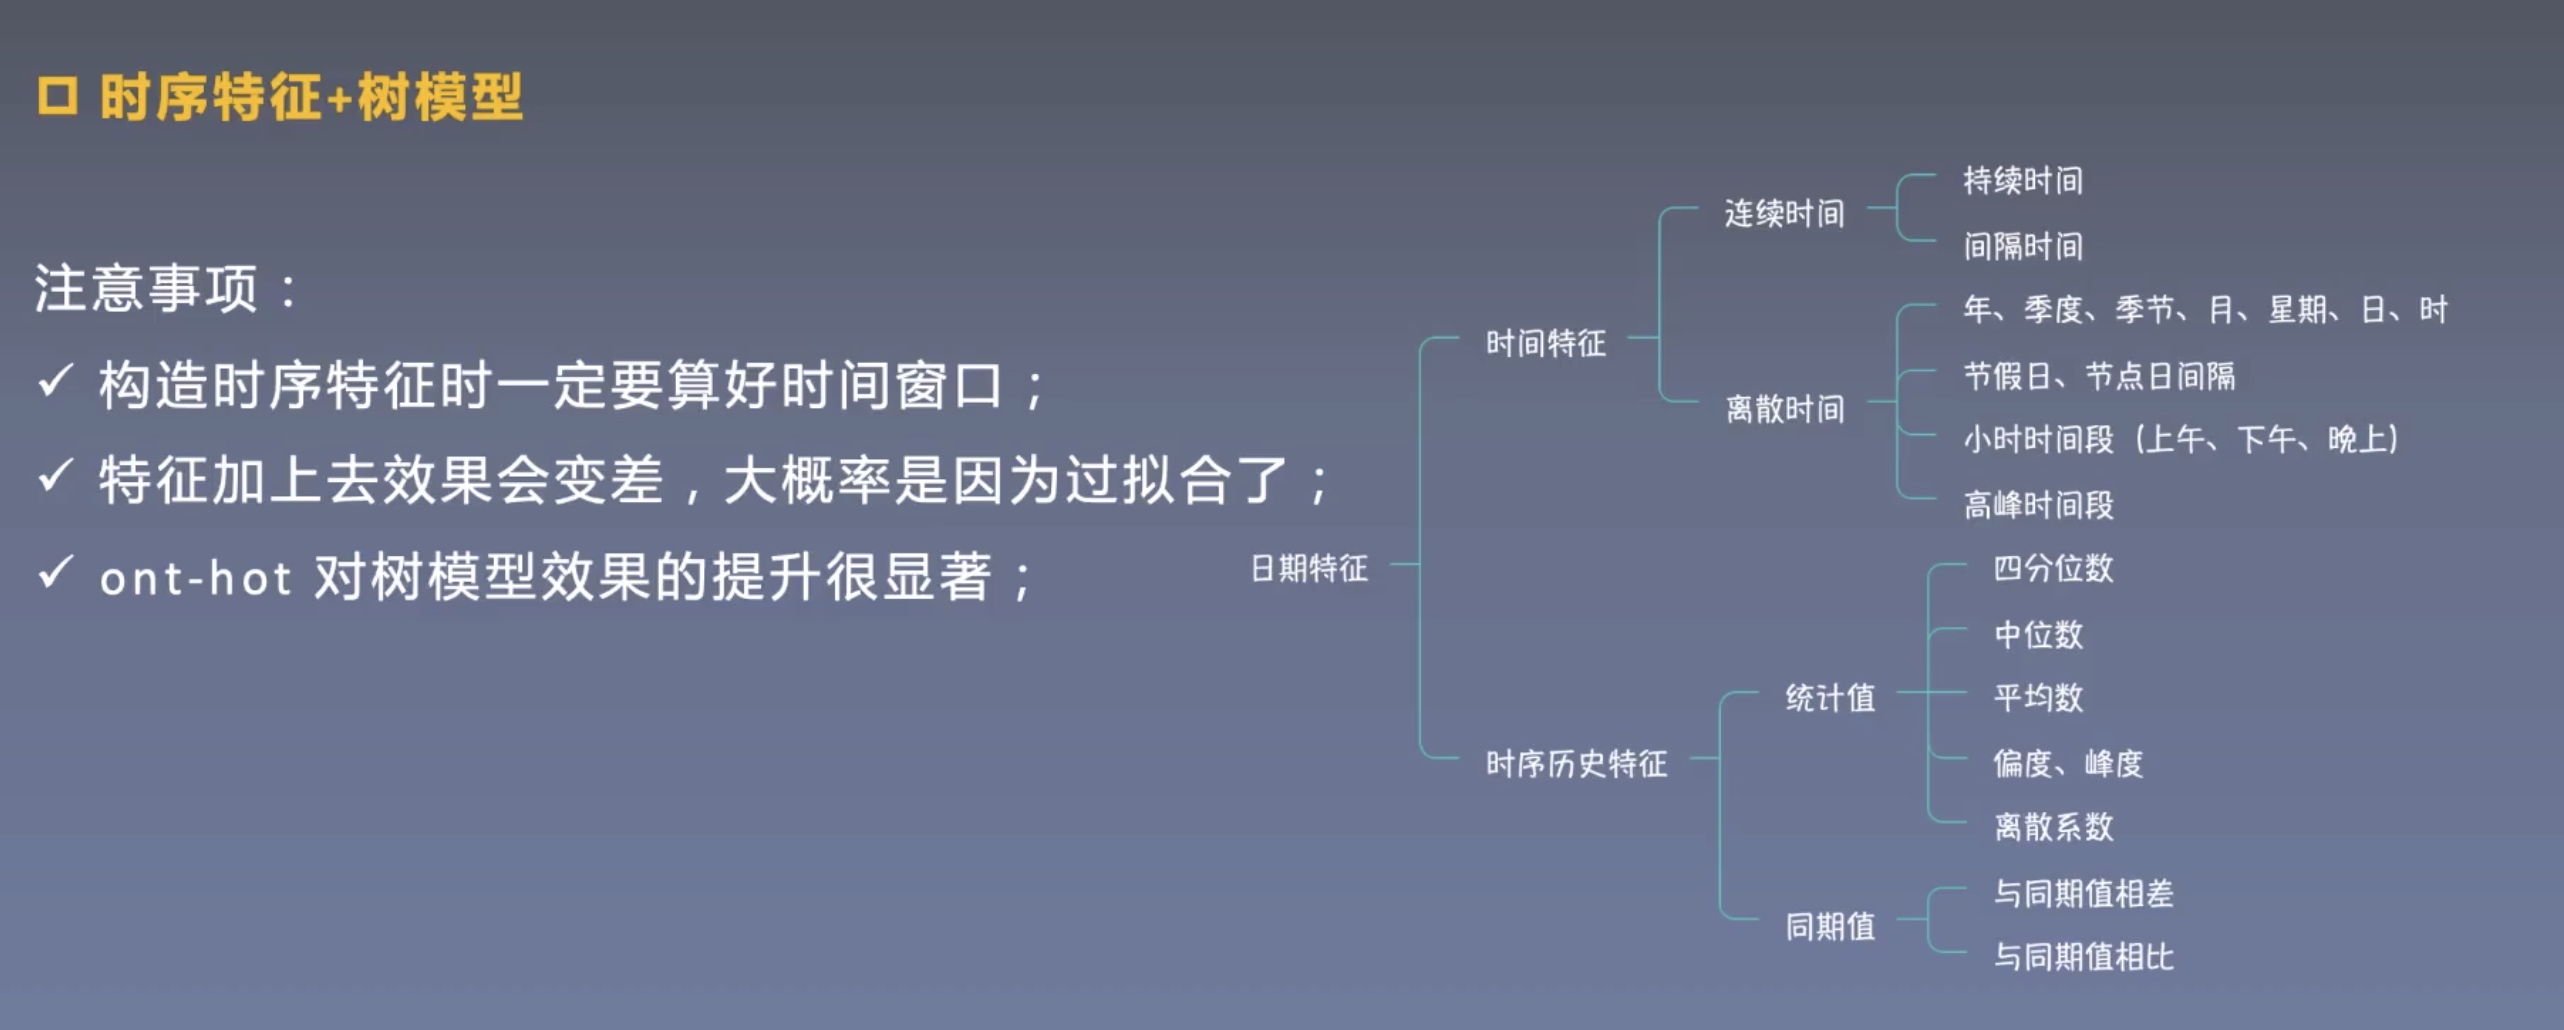 时序特征+树模型
注意事项：
构造时序特征时一定要算好时间窗口；
特征加上去效果会变差，大概率是因为过拟合了；
ont-hot 对树模型效果的提升很显著；
日期特征
时间特征
连续时间
持续时间
间隔时间
离散时间
年、季度、季节、月、星期、日、时
节假日、节点日间隔
小时时间段（上午、下午、晚上）
高峰时间段
时序历史特征
统计值
四分位数
中位数
平均数
偏度、峰度
离散系数
同期值
与同期值相差
与同期值相比